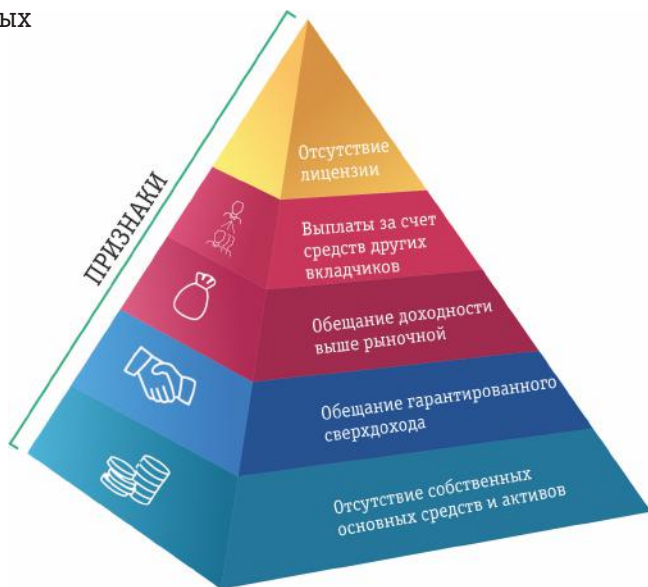 ых
ПРИЗНАКИ
Отсутствие
лицензии
Выплаты за счет
средств других
вкладчиков
Обещание доходности
выше рыночной
Обещание гарантированного
сверхдохода
Отсутствие собственных
основных средств и активов